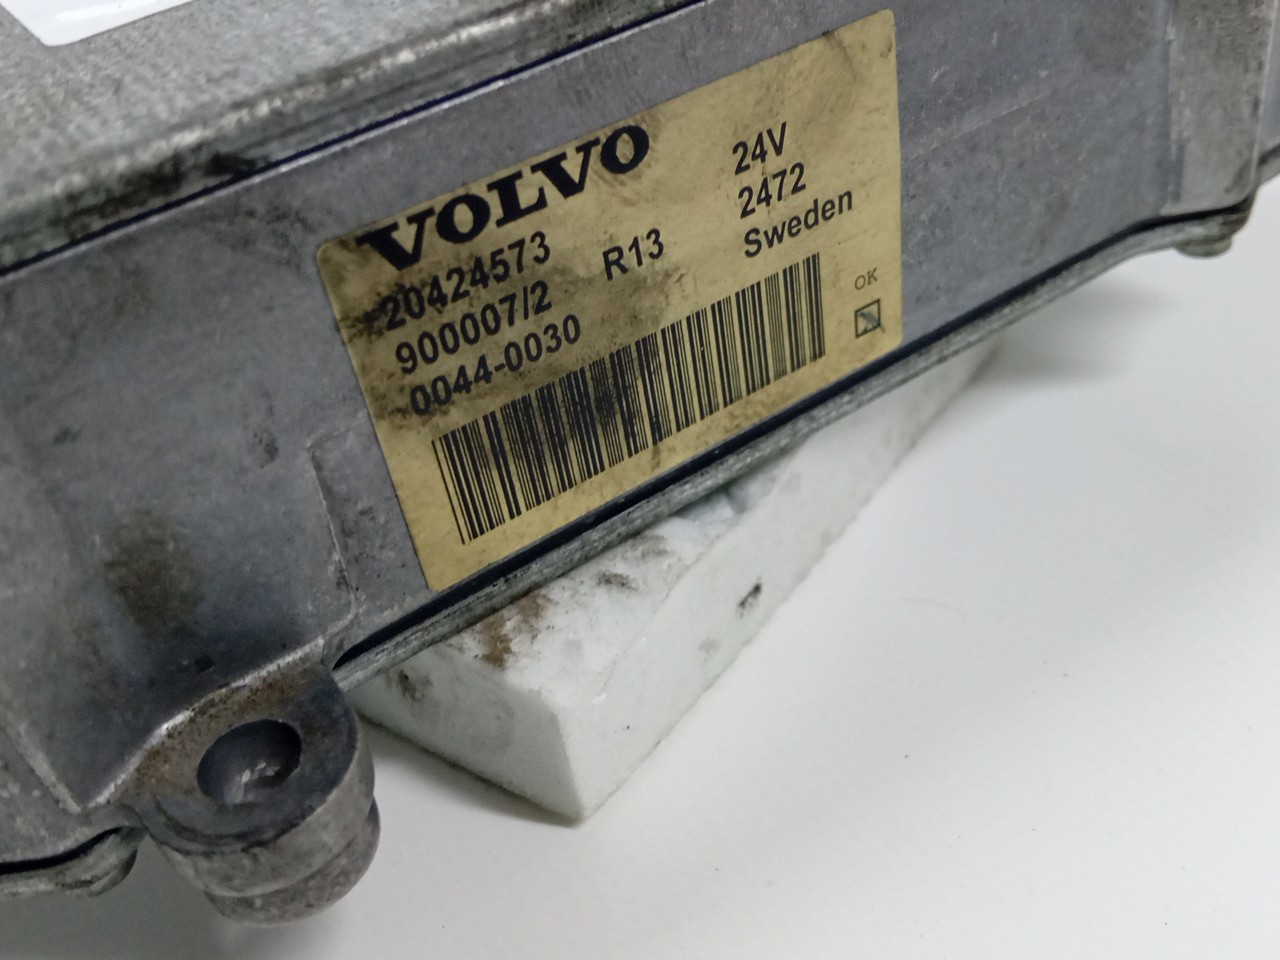 VOLVO
20424573
900007/2 R13
0044-0030
24V
2472
Sweden
OK